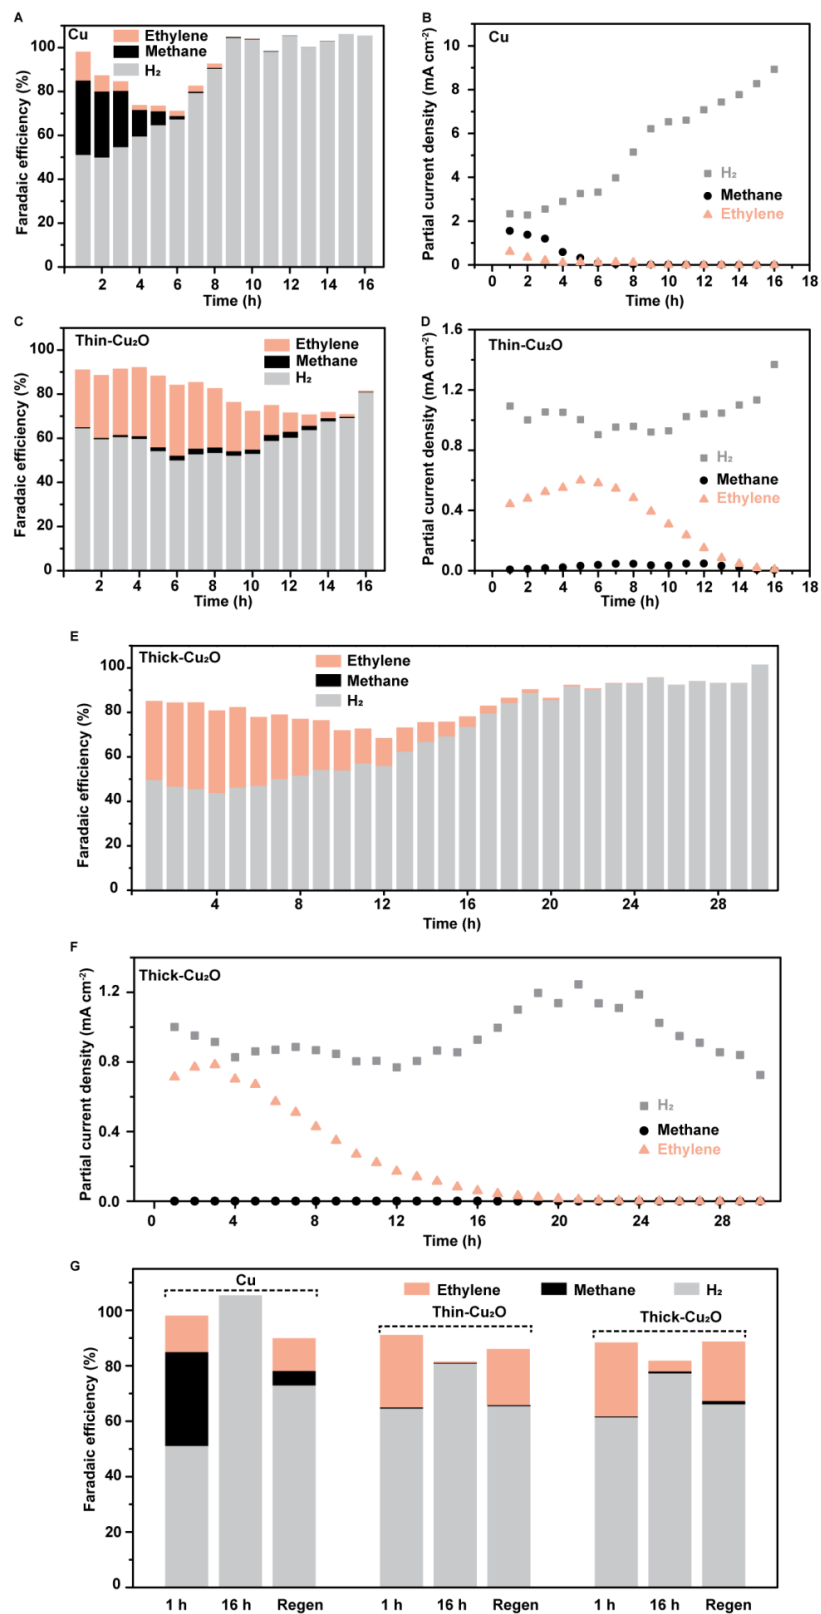 A
Cu
Ethylene
Methane
H₂
100
80
60
40
20
0
2 4 6 8 10 12 14 16
Time (h)
Faradaic efficiency (%)
B
Cu
10
8
6
4
2
0
H₂
Methane
Ethylene
0 2 4 6 8 10 12 14 16 18
Time (h)
Partial current density (mA cm⁻²)
C
Thin-Cu₂O
Ethylene
Methane
H₂
100
80
60
40
20
0
2 4 6 8 10 12 14 16
Time (h)
Faradaic efficiency (%)
D
Thin-Cu₂O
1.6
1.2
0.8
0.4
0.0
H₂
Methane
Ethylene
0 2 4 6 8 10 12 14 16 18
Time (h)
Partial current density (mA cm⁻²)
E
Thick-Cu₂O
Ethylene
Methane
H₂
100
80
60
40
20
0
4 8 12 16 20 24 28
Time (h)
Faradaic efficiency (%)
F
Thick-Cu₂O
1.2
0.8
0.4
0.0
H₂
Methane
Ethylene
0 4 8 12 16 20 24 28
Time (h)
Partial current density (mA cm⁻²)
G
Cu
Ethylene Methane H₂
Thin-Cu₂O
Thick-Cu₂O
100
80
60
40
20
0
Faradaic efficiency (%)
1 h 16 h Regen 1 h 16 h Regen 1 h 16 h Regen